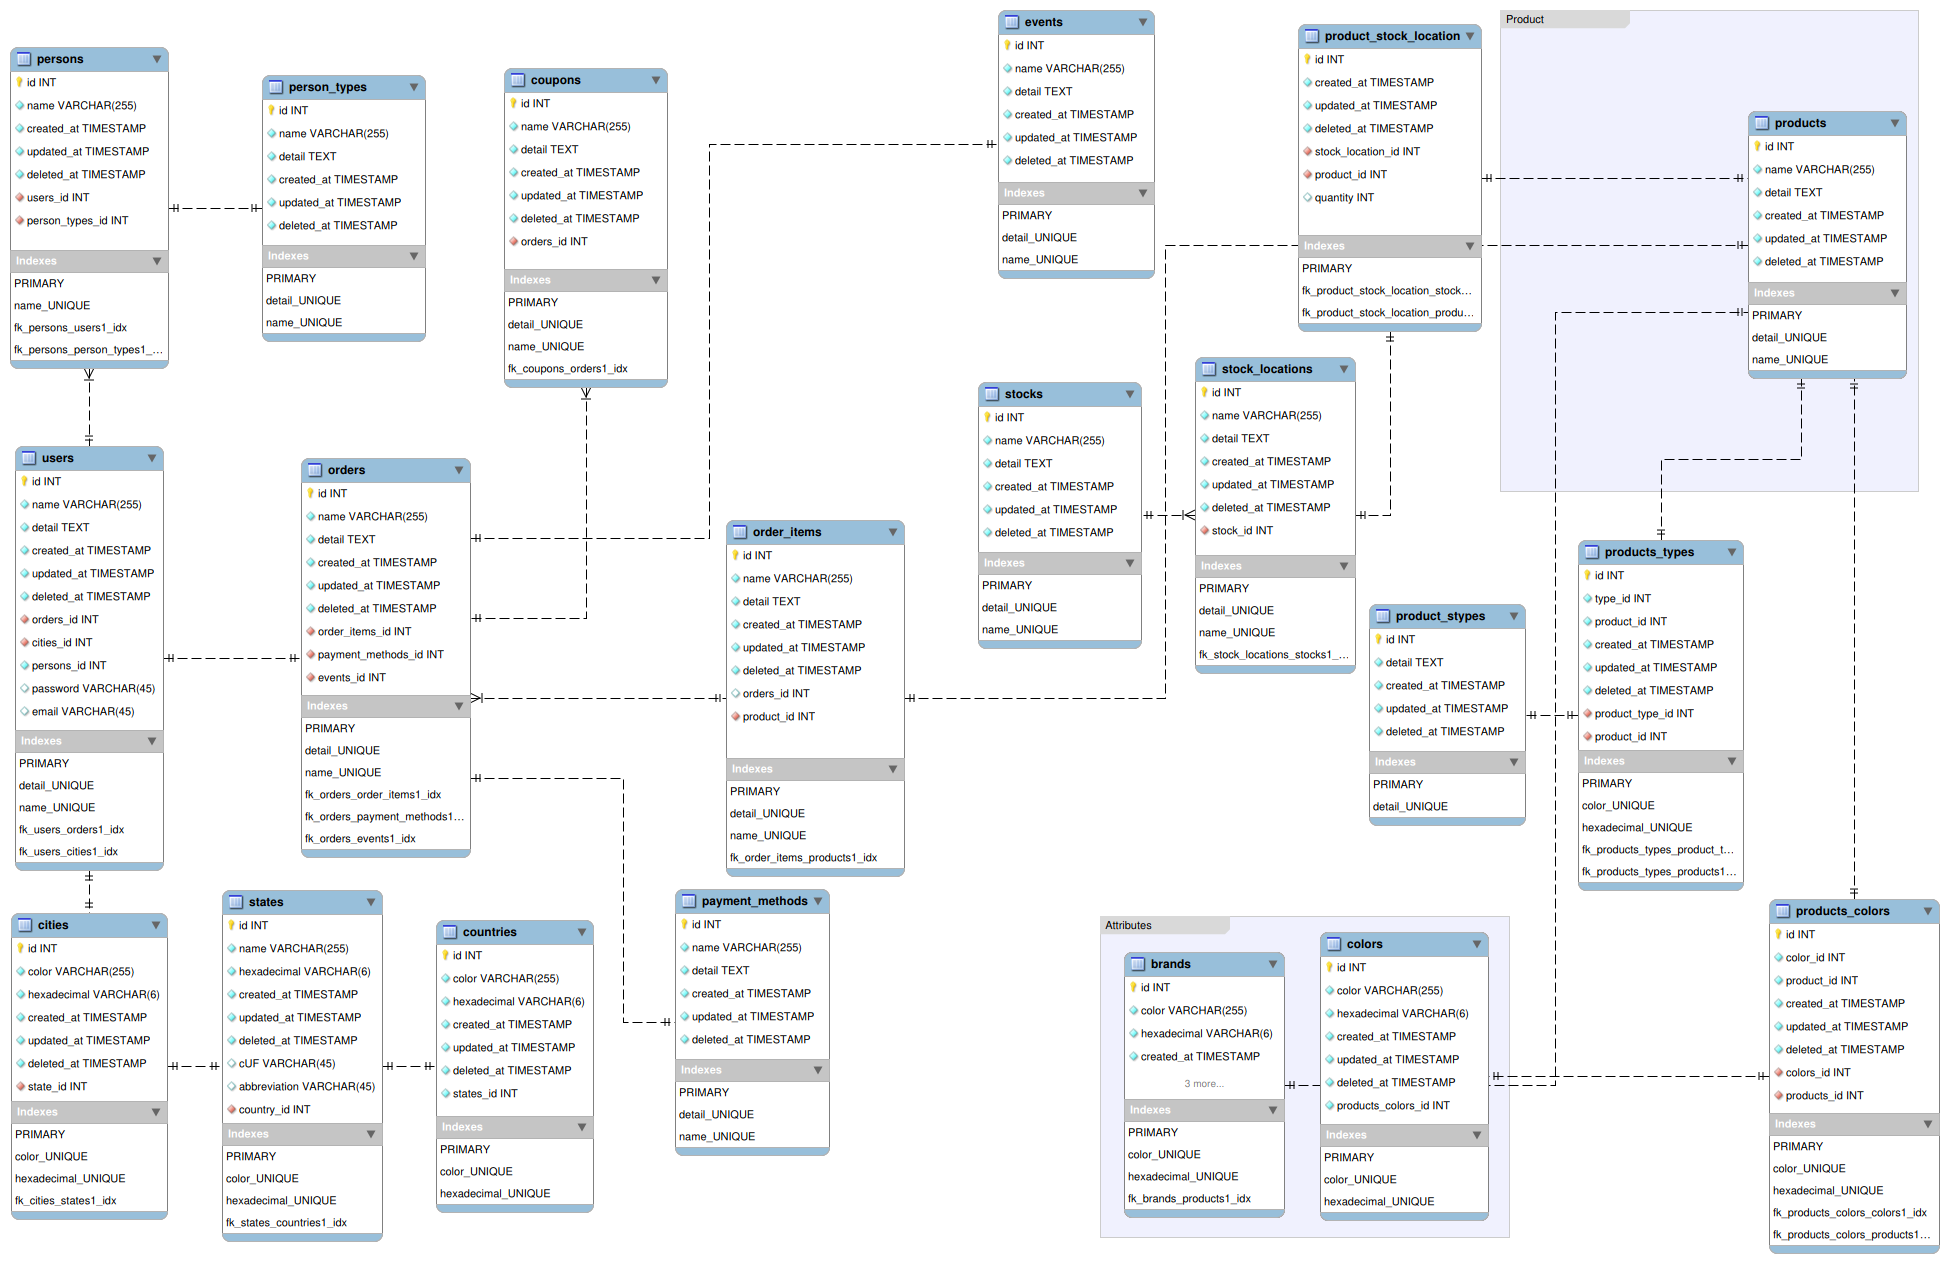 persons
id INT
name VARCHAR(255)
created_at TIMESTAMP
updated_at TIMESTAMP
deleted_at TIMESTAMP
users_id INT
person_types_id INT
Indexes
PRIMARY
name_UNIQUE
fk_persons_users1_idx
fk_persons_person_types1_...
person_types
id INT
name VARCHAR(255)
detail TEXT
created_at TIMESTAMP
updated_at TIMESTAMP
deleted_at TIMESTAMP
Indexes
PRIMARY
detail_UNIQUE
name_UNIQUE
coupons
id INT
name VARCHAR(255)
detail TEXT
created_at TIMESTAMP
updated_at TIMESTAMP
deleted_at TIMESTAMP
orders_id INT
Indexes
PRIMARY
detail_UNIQUE
name_UNIQUE
fk_coupons_orders1_idx
events
id INT
name VARCHAR(255)
detail TEXT
created_at TIMESTAMP
updated_at TIMESTAMP
deleted_at TIMESTAMP
Indexes
PRIMARY
detail_UNIQUE
name_UNIQUE
product_stock_location
id INT
created_at TIMESTAMP
updated_at TIMESTAMP
deleted_at TIMESTAMP
stock_location_id INT
product_id INT
quantity INT
Indexes
PRIMARY
fk_product_stock_location_stock...
fk_product_stock_location_produ...
Product
products
id INT
name VARCHAR(255)
detail TEXT
created_at TIMESTAMP
updated_at TIMESTAMP
deleted_at TIMESTAMP
Indexes
PRIMARY
detail_UNIQUE
name_UNIQUE
users
id INT
name VARCHAR(255)
detail TEXT
created_at TIMESTAMP
updated_at TIMESTAMP
deleted_at TIMESTAMP
orders_id INT
cities_id INT
persons_id INT
password VARCHAR(45)
email VARCHAR(45)
Indexes
PRIMARY
detail_UNIQUE
name_UNIQUE
fk_users_orders1_idx
fk_users_cities1_idx
orders
id INT
name VARCHAR(255)
detail TEXT
created_at TIMESTAMP
updated_at TIMESTAMP
deleted_at TIMESTAMP
order_items_id INT
payment_methods_id INT
events_id INT
Indexes
PRIMARY
detail_UNIQUE
name_UNIQUE
fk_orders_order_items1_idx
fk_orders_payment_methods1...
fk_orders_events1_idx
order_items
id INT
name VARCHAR(255)
detail TEXT
created_at TIMESTAMP
updated_at TIMESTAMP
deleted_at TIMESTAMP
orders_id INT
product_id INT
Indexes
PRIMARY
detail_UNIQUE
name_UNIQUE
fk_order_items_products1_idx
stocks
id INT
name VARCHAR(255)
detail TEXT
created_at TIMESTAMP
updated_at TIMESTAMP
deleted_at TIMESTAMP
Indexes
PRIMARY
detail_UNIQUE
name_UNIQUE
stock_locations
id INT
name VARCHAR(255)
detail TEXT
created_at TIMESTAMP
updated_at TIMESTAMP
deleted_at TIMESTAMP
stock_id INT
Indexes
PRIMARY
detail_UNIQUE
name_UNIQUE
fk_stock_locations_stocks1_...
product_stypes
id INT
detail TEXT
created_at TIMESTAMP
updated_at TIMESTAMP
deleted_at TIMESTAMP
Indexes
PRIMARY
detail_UNIQUE
products_types
id INT
type_id INT
product_id INT
created_at TIMESTAMP
updated_at TIMESTAMP
deleted_at TIMESTAMP
product_type_id INT
product_id INT
Indexes
PRIMARY
color_UNIQUE
hexadecimal_UNIQUE
fk_products_types_product_t...
fk_products_types_products1...
cities
id INT
color VARCHAR(255)
hexadecimal VARCHAR(6)
created_at TIMESTAMP
updated_at TIMESTAMP
deleted_at TIMESTAMP
state_id INT
Indexes
PRIMARY
color_UNIQUE
hexadecimal_UNIQUE
fk_cities_states1_idx
states
id INT
name VARCHAR(255)
hexadecimal VARCHAR(6)
created_at TIMESTAMP
updated_at TIMESTAMP
deleted_at TIMESTAMP
cUF VARCHAR(45)
abbreviation VARCHAR(45)
country_id INT
Indexes
PRIMARY
color_UNIQUE
hexadecimal_UNIQUE
fk_states_countries1_idx
countries
id INT
color VARCHAR(255)
hexadecimal VARCHAR(6)
created_at TIMESTAMP
updated_at TIMESTAMP
deleted_at TIMESTAMP
states_id INT
Indexes
PRIMARY
color_UNIQUE
hexadecimal_UNIQUE
payment_methods
id INT
name VARCHAR(255)
detail TEXT
created_at TIMESTAMP
updated_at TIMESTAMP
deleted_at TIMESTAMP
Indexes
PRIMARY
detail_UNIQUE
name_UNIQUE
Attributes
brands
id INT
color VARCHAR(255)
hexadecimal VARCHAR(6)
created_at TIMESTAMP
3 more...
Indexes
PRIMARY
color_UNIQUE
hexadecimal_UNIQUE
fk_brands_products1_idx
colors
id INT
color VARCHAR(255)
hexadecimal VARCHAR(6)
created_at TIMESTAMP
updated_at TIMESTAMP
deleted_at TIMESTAMP
products_colors_id INT
Indexes
PRIMARY
color_UNIQUE
hexadecimal_UNIQUE
products_colors
id INT
color_id INT
product_id INT
created_at TIMESTAMP
updated_at TIMESTAMP
deleted_at TIMESTAMP
colors_id INT
products_id INT
Indexes
PRIMARY
color_UNIQUE
hexadecimal_UNIQUE
fk_products_colors_colors1_idx
fk_products_colors_products1...